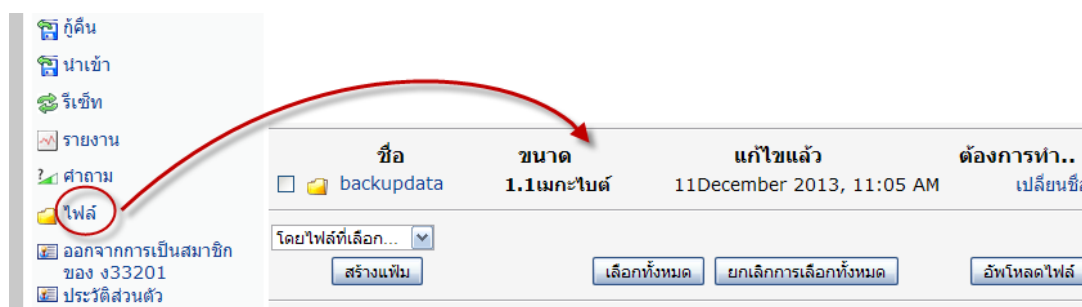 กู้คืน
นำเข้า
รีเซ็ท
รายงาน
คำถาม
ไฟล์
ออกจากการเป็นสมาชิก
ของ ง33201
ประวัติส่วนตัว
ชื่อ ขนาด แก้ไขแล้ว ต้องการทำ..
backupdata 1.1เมกะไบต์ 11December 2013, 11:05 AM เปลี่ยนชื่อ
โดยไฟล์ที่เลือก...
สร้างแฟ้ม เลือกทั้งหมด ยกเลิกการเลือกทั้งหมด อัพโหลดไฟล์